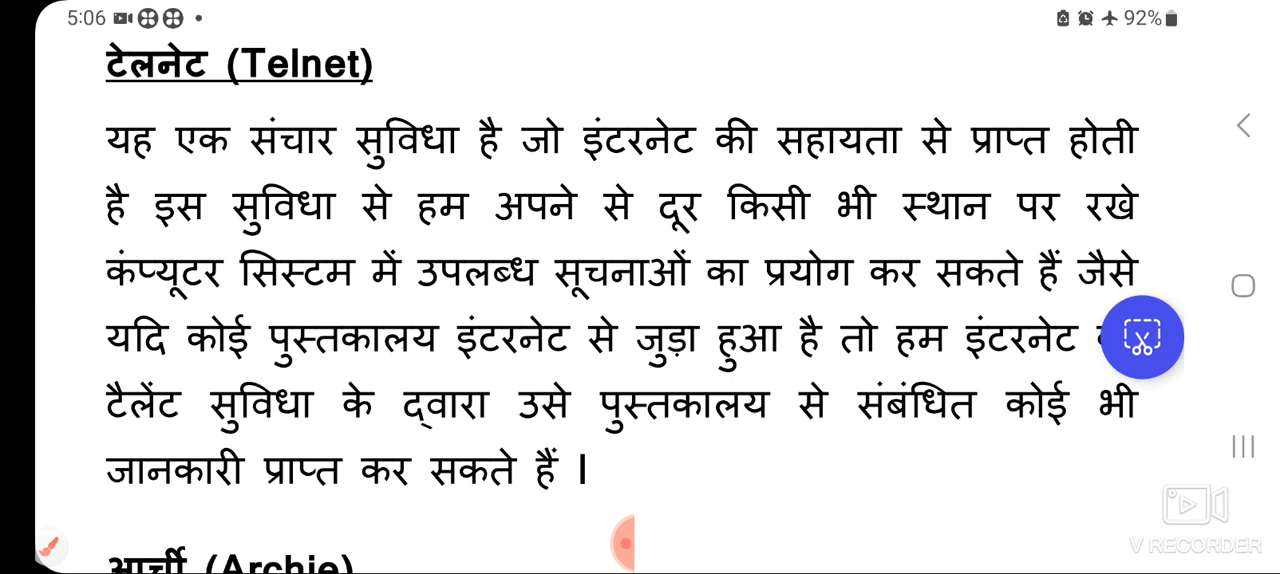 5:06
92%
टेलनेट (Telnet)
यह एक संचार सुविधा है जो इंटरनेट की सहायता से प्राप्त होती
है इस सुविधा से हम अपने से दूर किसी भी स्थान पर रखे
कंप्यूटर सिस्टम में उपलब्ध सूचनाओं का प्रयोग कर सकते हैं जैसे
यदि कोई पुस्तकालय इंटरनेट से जुड़ा हुआ है तो हम इंटरनेट
टैलेंट सुविधा के द्वारा उसे पुस्तकालय से संबंधित कोई भी
जानकारी प्राप्त कर सकते हैं ।
आर्ची (Archie)
V RECORDER